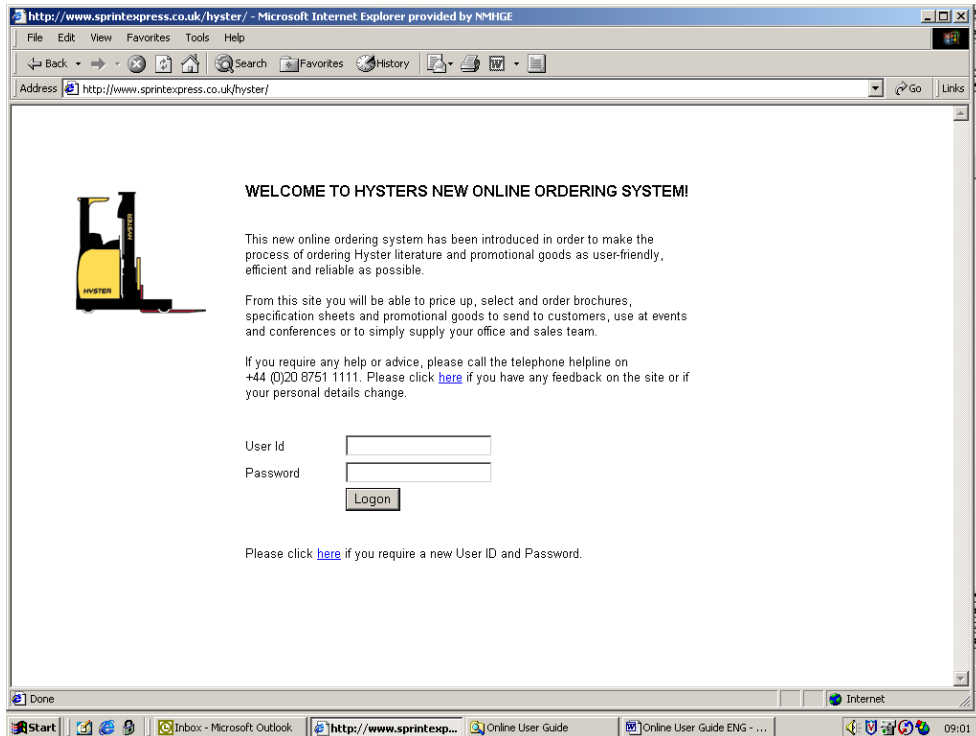 http://www.sprintexpress.co.uk/hyster/ - Microsoft Internet Explorer provided by NMHGE
File Edit View Favorites Tools Help
Back Search Favorites History
Address http://www.sprintexpress.co.uk/hyster/ Go Links
WELCOME TO HYSTERS NEW ONLINE ORDERING SYSTEM!
This new online ordering system has been introduced in order to make the
process of ordering Hyster literature and promotional goods as user-friendly,
efficient and reliable as possible.
HYSTER
HYSTER
From this site you will be able to price up, select and order brochures,
specification sheets and promotional goods to send to customers, use at events
and conferences or to simply supply your office and sales team.
If you require any help or advice, please call the telephone helpline on
+44 (0)20 8751 1111. Please click here if you have any feedback on the site or if
your personal details change.
User Id
Password
Logon
Please click here if you require a new User ID and Password.
Done Internet
Start Inbox - Microsoft Outlook http://www.sprintexp... Online User Guide Online User Guide ENG - ... 09:01